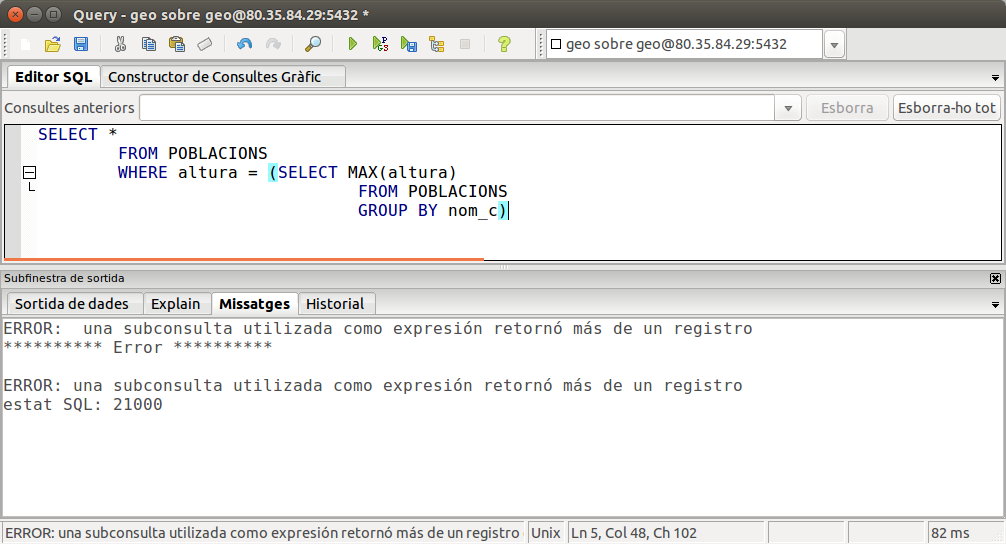 Query - geo sobre geo@80.35.84.29:5432 *
geo sobre geo@80.35.84.29:5432
Editor SQL Constructor de Consultes Gràfic
Consultes anteriors Esborra Esborra-ho tot
SELECT *
FROM POBLACIONS
WHERE altura = (SELECT MAX(altura)
FROM POBLACIONS
GROUP BY nom_c)
Subfinestra de sortida
Sortida de dades Explain Missatges Historial
ERROR:  una subconsulta utilizada como expresión retornó más de un registro
********** Error **********
ERROR: una subconsulta utilizada como expresión retornó más de un registro
estat SQL: 21000
ERROR: una subconsulta utilizada como expresión retornó más de un registro Unix Ln 5, Col 48, Ch 102 82 ms